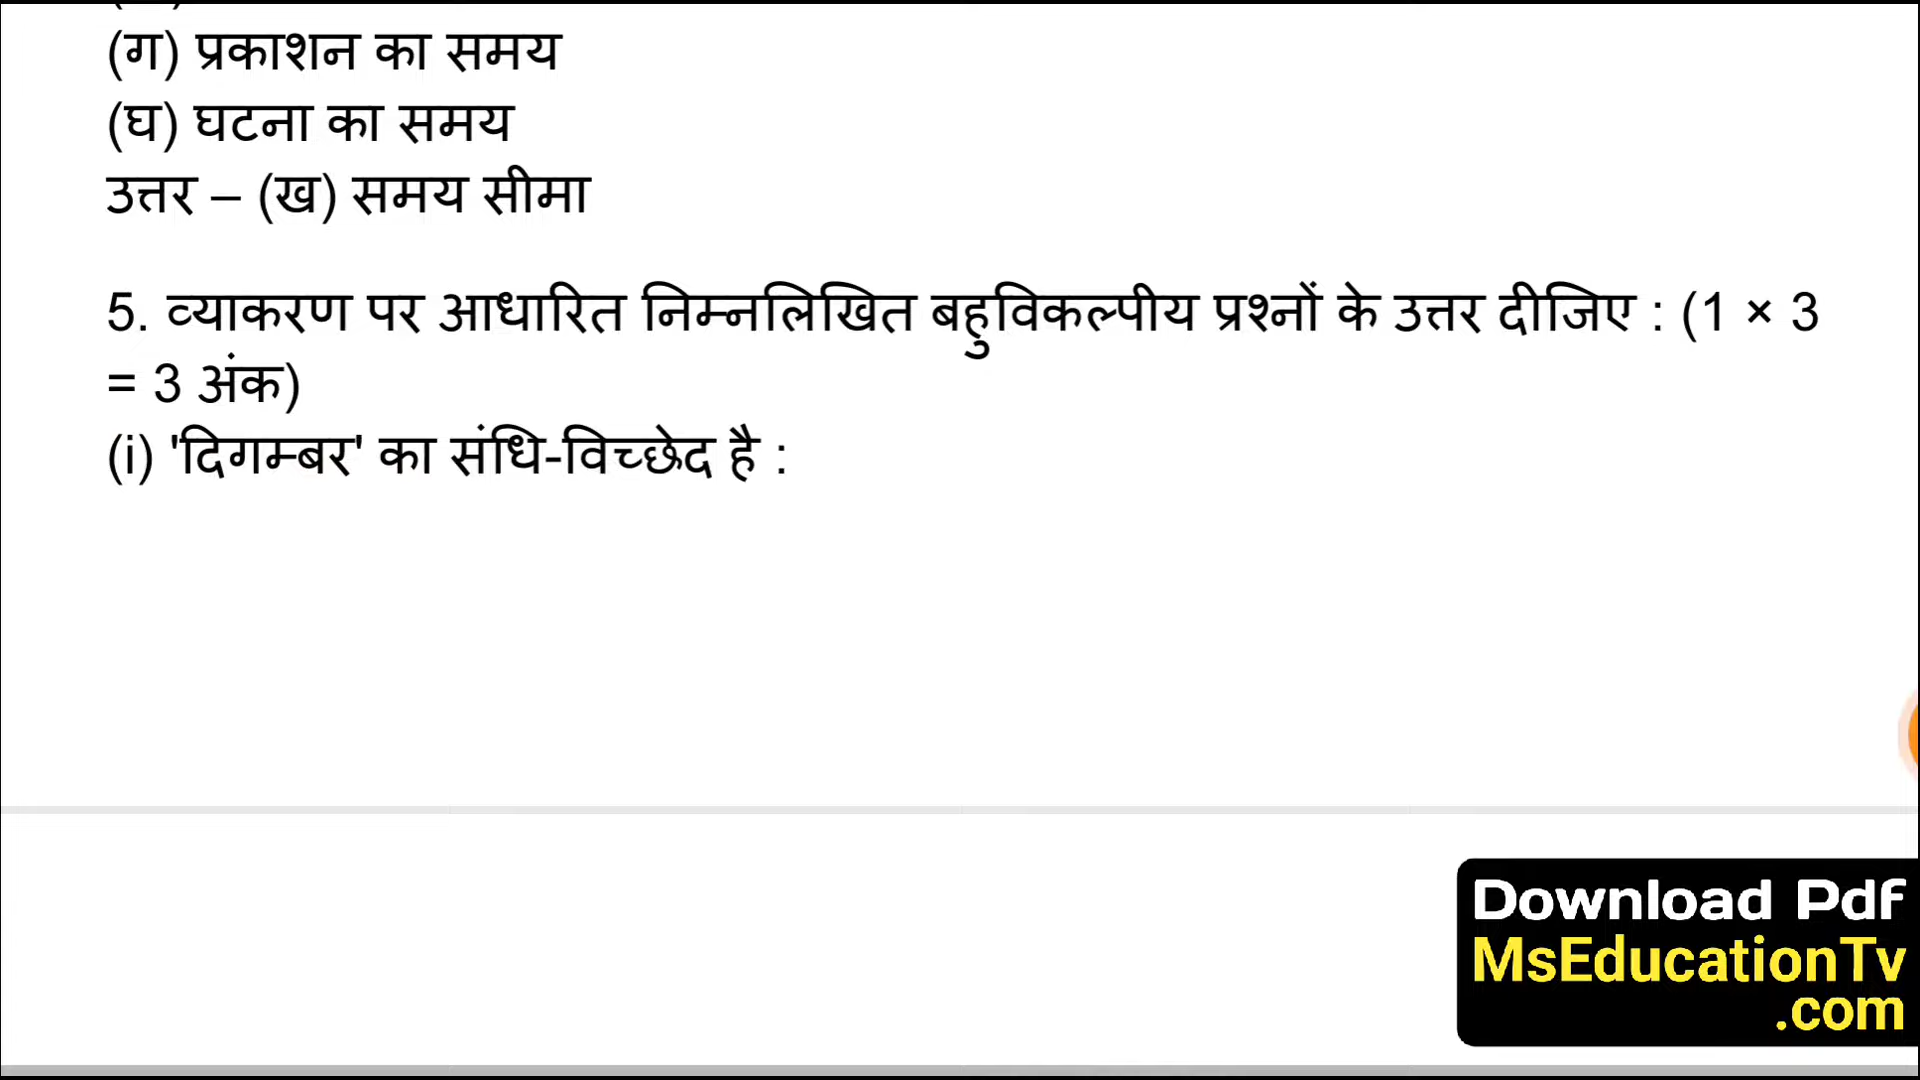 (ग) प्रकाशन का समय
(घ) घटना का समय
उत्तर – (ख) समय सीमा
5. व्याकरण पर आधारित निम्नलिखित बहुविकल्पीय प्रश्नों के उत्तर दीजिए : (1 × 3
= 3 अंक)
(i) 'दिगम्बर' का संधि-विच्छेद है :
Download Pdf
MsEducationTv
.com